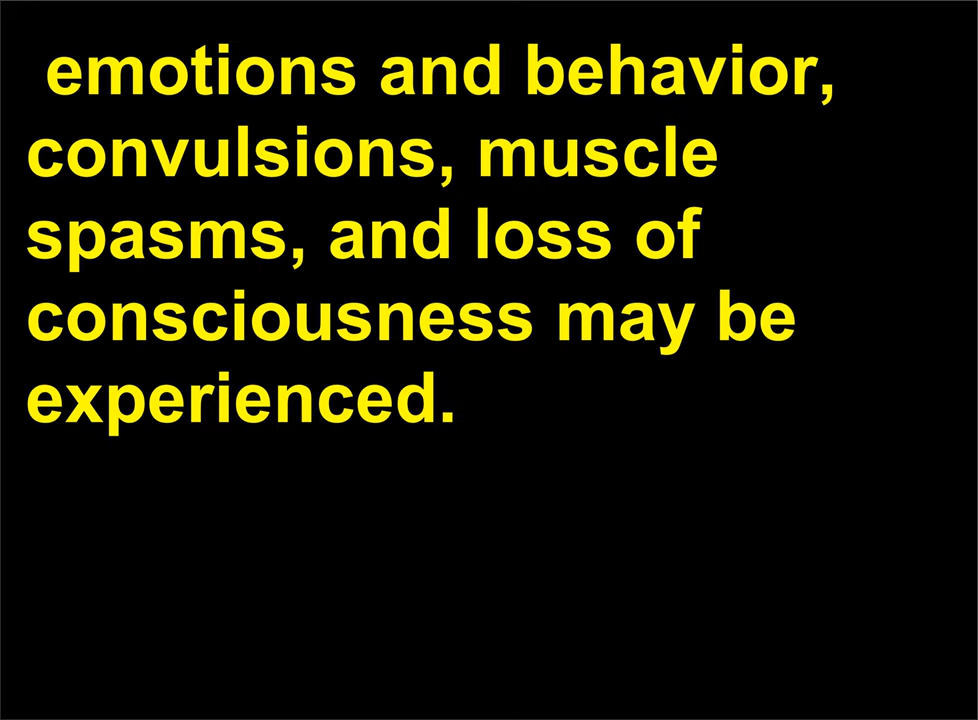 emotions and behavior,
convulsions, muscle
spasms, and loss of
consciousness may be
experienced.